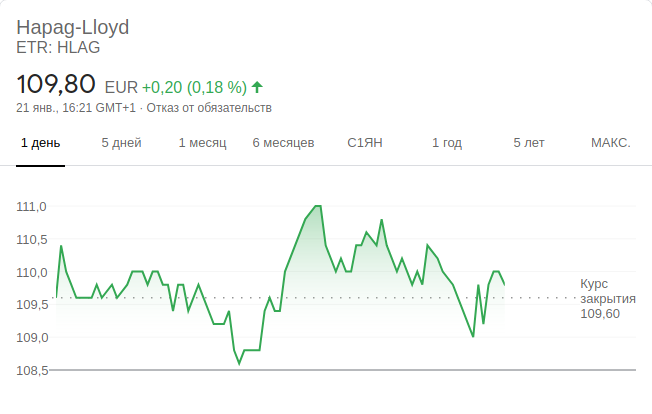 Hapag-Lloyd
ETR: HLAG
109,80 EUR +0,20 (0,18 %)
21 янв., 16:21 GMT+1 · Отказ от обязательств
1 день 5 дней 1 месяц 6 месяцев С1ЯН 1 год 5 лет МАКС.
111,0
110,5
110,0
109,5
109,0
108,5
Курс
закрытия
109,60